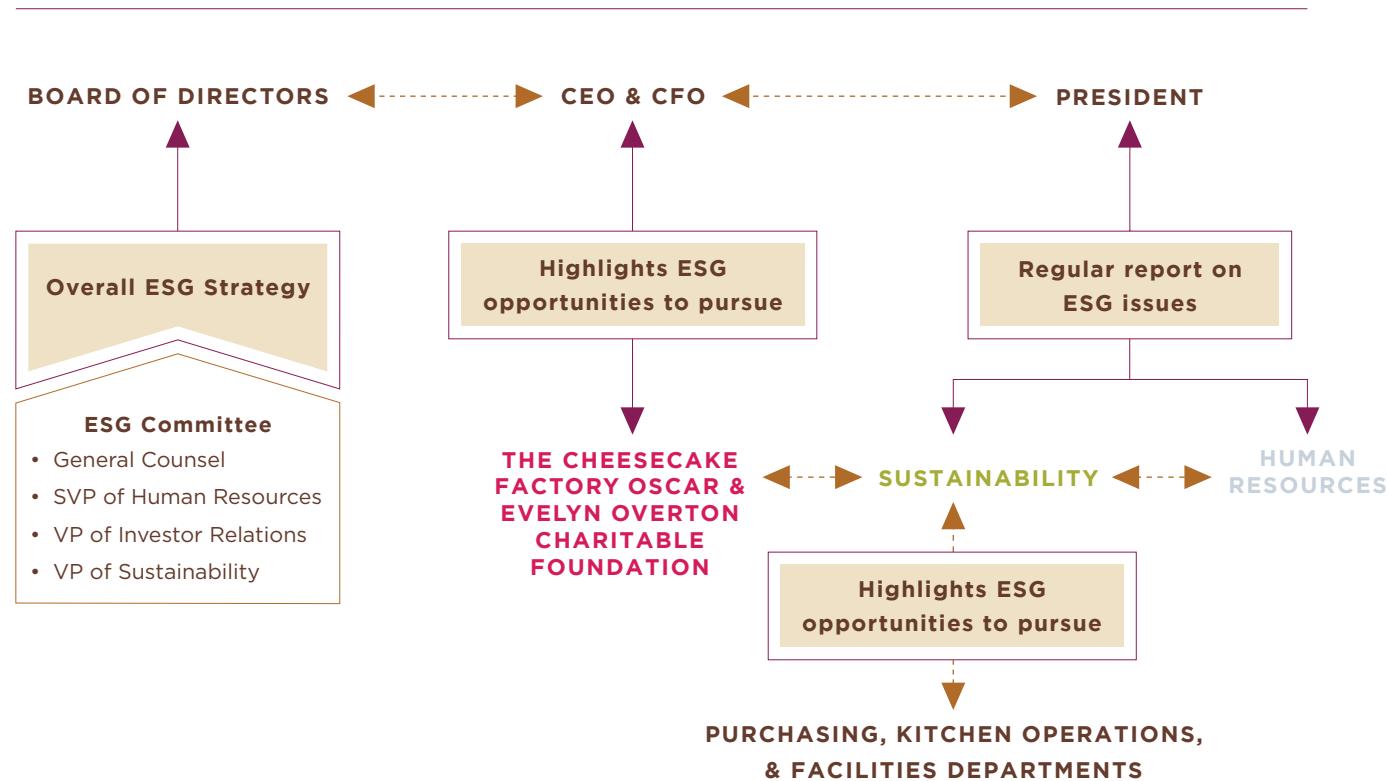 BOARD OF DIRECTORS
CEO & CFO
PRESIDENT
Overall ESG Strategy
Highlights ESG
opportunities to pursue
Regular report on
ESG issues
ESG Committee
• General Counsel
• SVP of Human Resources
• VP of Investor Relations
• VP of Sustainability
THE CHEESECAKE
FACTORY OSCAR &
EVELYN OVERTON
CHARITABLE
FOUNDATION
SUSTAINABILITY
HUMAN
RESOURCES
Highlights ESG
opportunities to pursue
PURCHASING, KITCHEN OPERATIONS,
& FACILITIES DEPARTMENTS